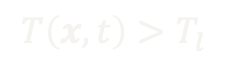 T(x, t) > T_l